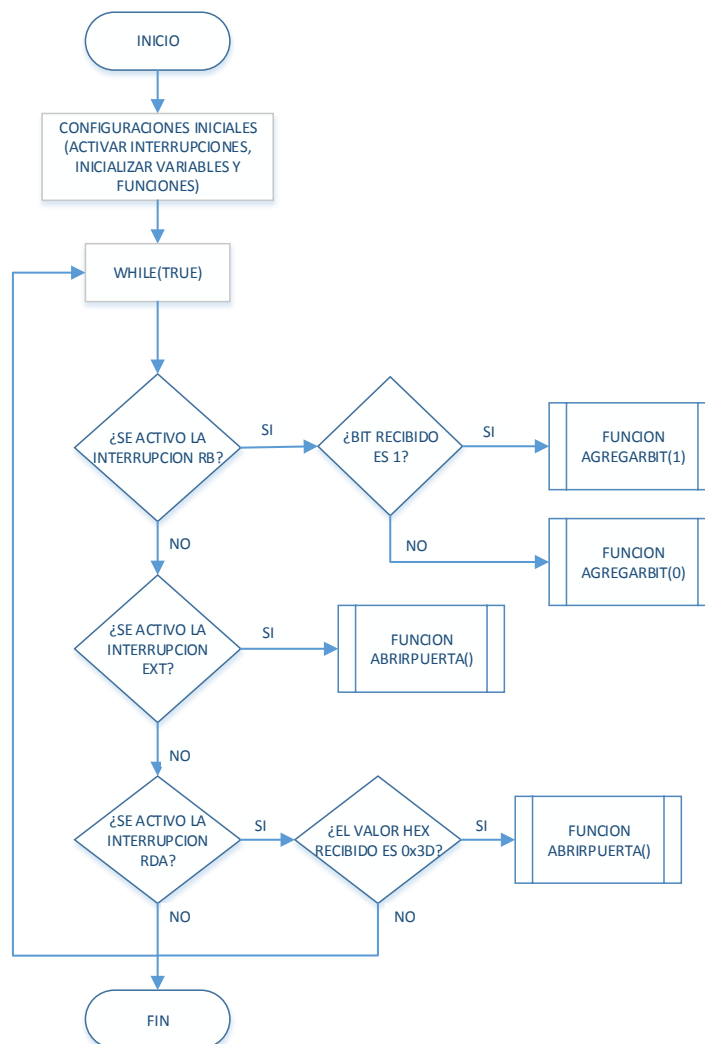 INICIO
CONFIGURACIONES INICIALES
(ACTIVAR INTERRUPCIONES,
INICIALIZAR VARIABLES Y
FUNCIONES)
WHILE(TRUE)
¿SE ACTIVO LA
INTERRUPCION RB?
SI
¿BIT RECIBIDO
ES 1?
SI
FUNCION
AGREGARBIT(1)
NO
NO
FUNCION
AGREGARBIT(0)
¿SE ACTIVO LA
INTERRUPCION
EXT?
SI
FUNCION
ABRIRPUERTA()
NO
¿SE ACTIVO LA
INTERRUPCION
RDA?
SI
¿EL VALOR HEX
RECIBIDO ES 0x3D?
SI
FUNCION
ABRIRPUERTA()
NO
NO
FIN